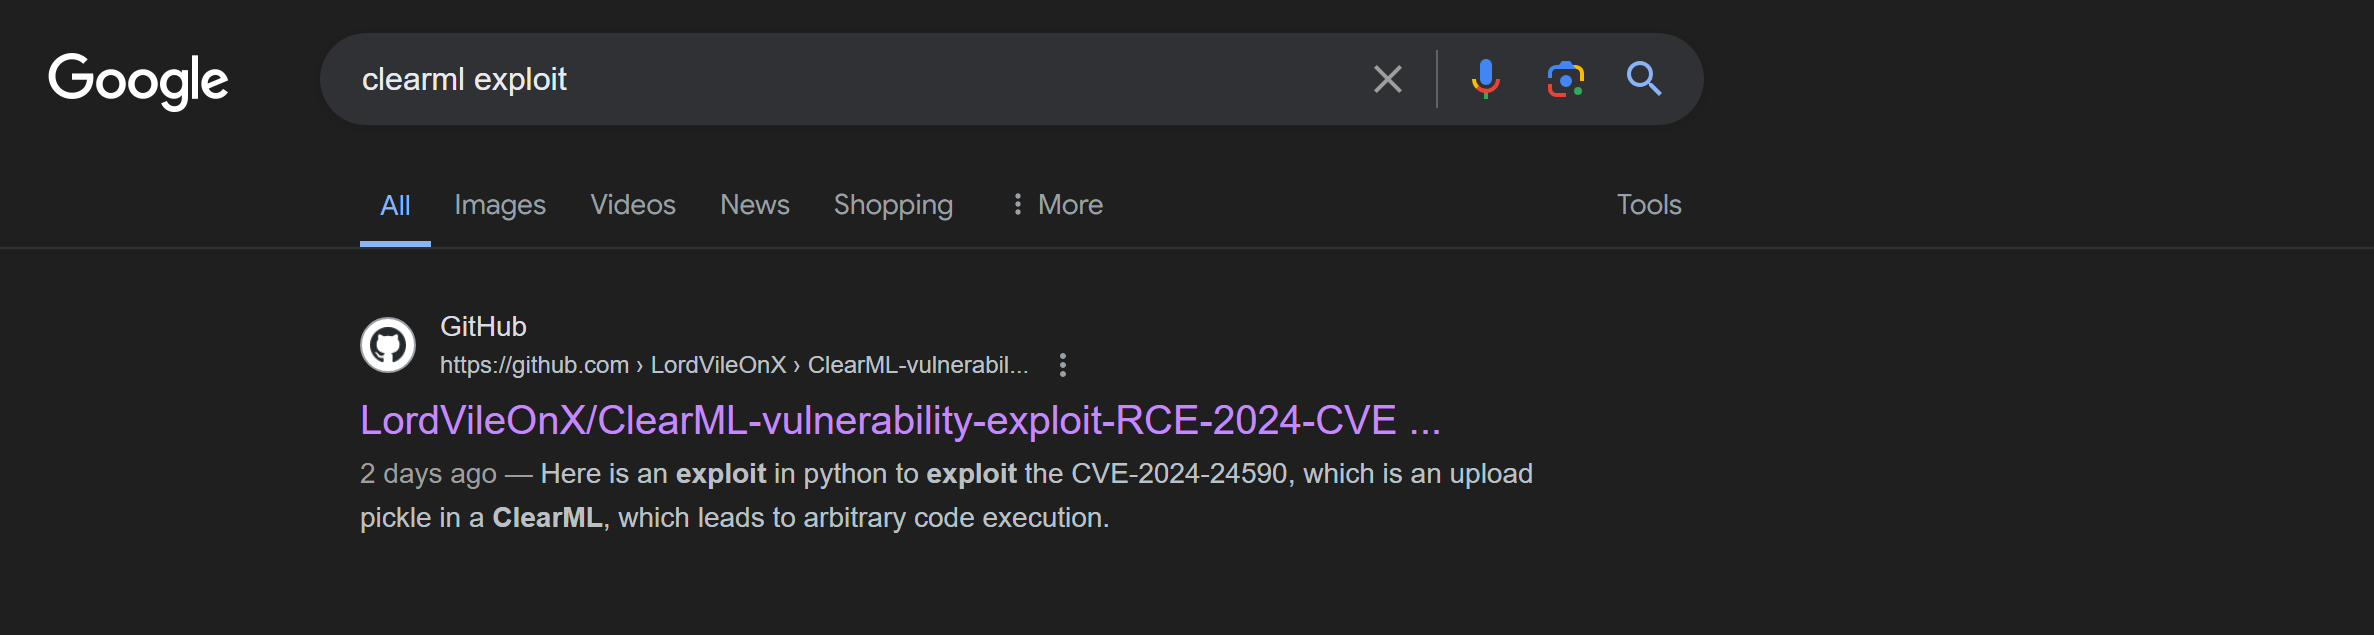 Google
clearml exploit
All Images Videos News Shopping More Tools
GitHub
https://github.com › LordVileOnX › ClearML-vulnerabil...
LordVileOnX/ClearML-vulnerability-exploit-RCE-2024-CVE ...
2 days ago — Here is an exploit in python to exploit the CVE-2024-24590, which is an upload
pickle in a ClearML, which leads to arbitrary code execution.